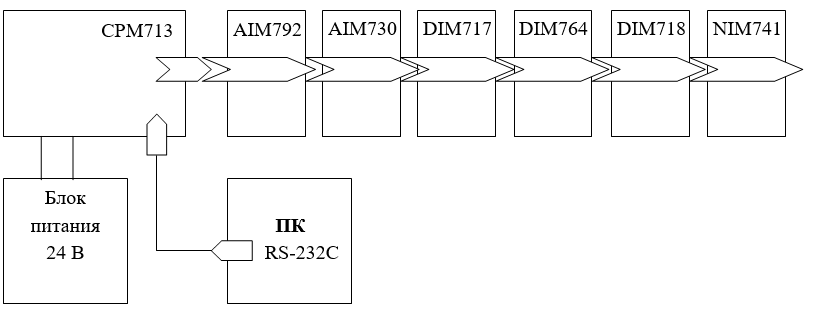 CPM713
AIM792
AIM730
DIM717
DIM764
DIM718
NIM741
Блок
питания
24 В
ПК
RS-232C